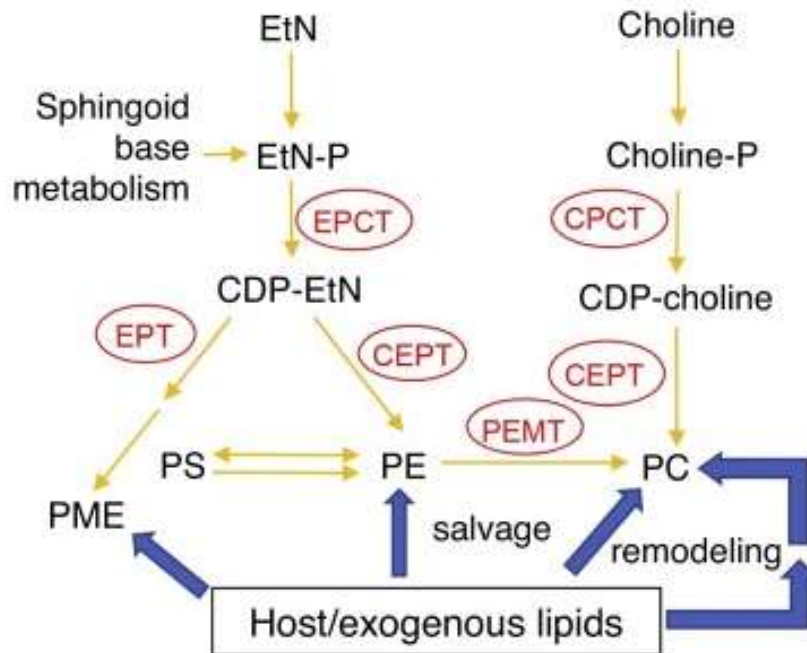 EtN
Choline
Sphingoid
base
metabolism
EtN-P
Choline-P
EPCT
CPCT
CDP-EtN
CDP-choline
EPT
CEPT
CEPT
PEMT
PS
PE
PC
PME
salvage
remodeling
Host/exogenous lipids